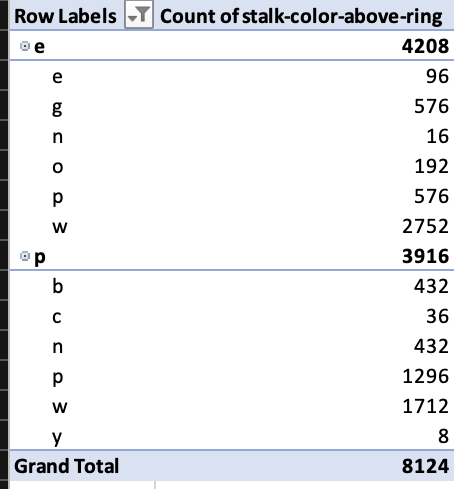 Row Labels Count of stalk-color-above-ring
e 4208
e 96
g 576
n 16
o 192
p 576
w 2752
p 3916
b 432
c 36
n 432
p 1296
w 1712
y 8
Grand Total 8124